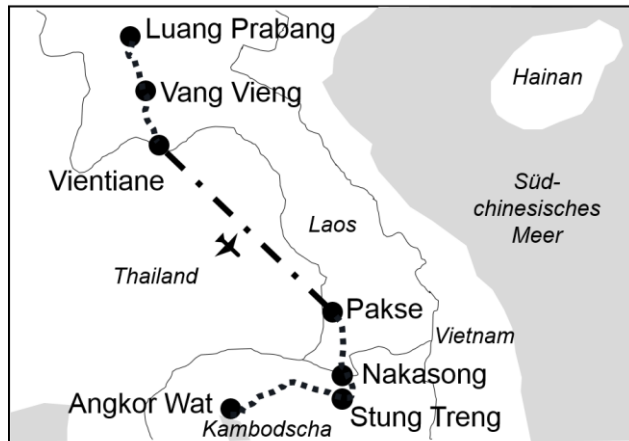 Luang Prabang
Hainan
Vang Vieng
Vientiane
Süd-
chinesisches
Meer
Laos
Thailand
Pakse
Vietnam
Nakasong
Angkor Wat
Stung Treng
Kambodscha